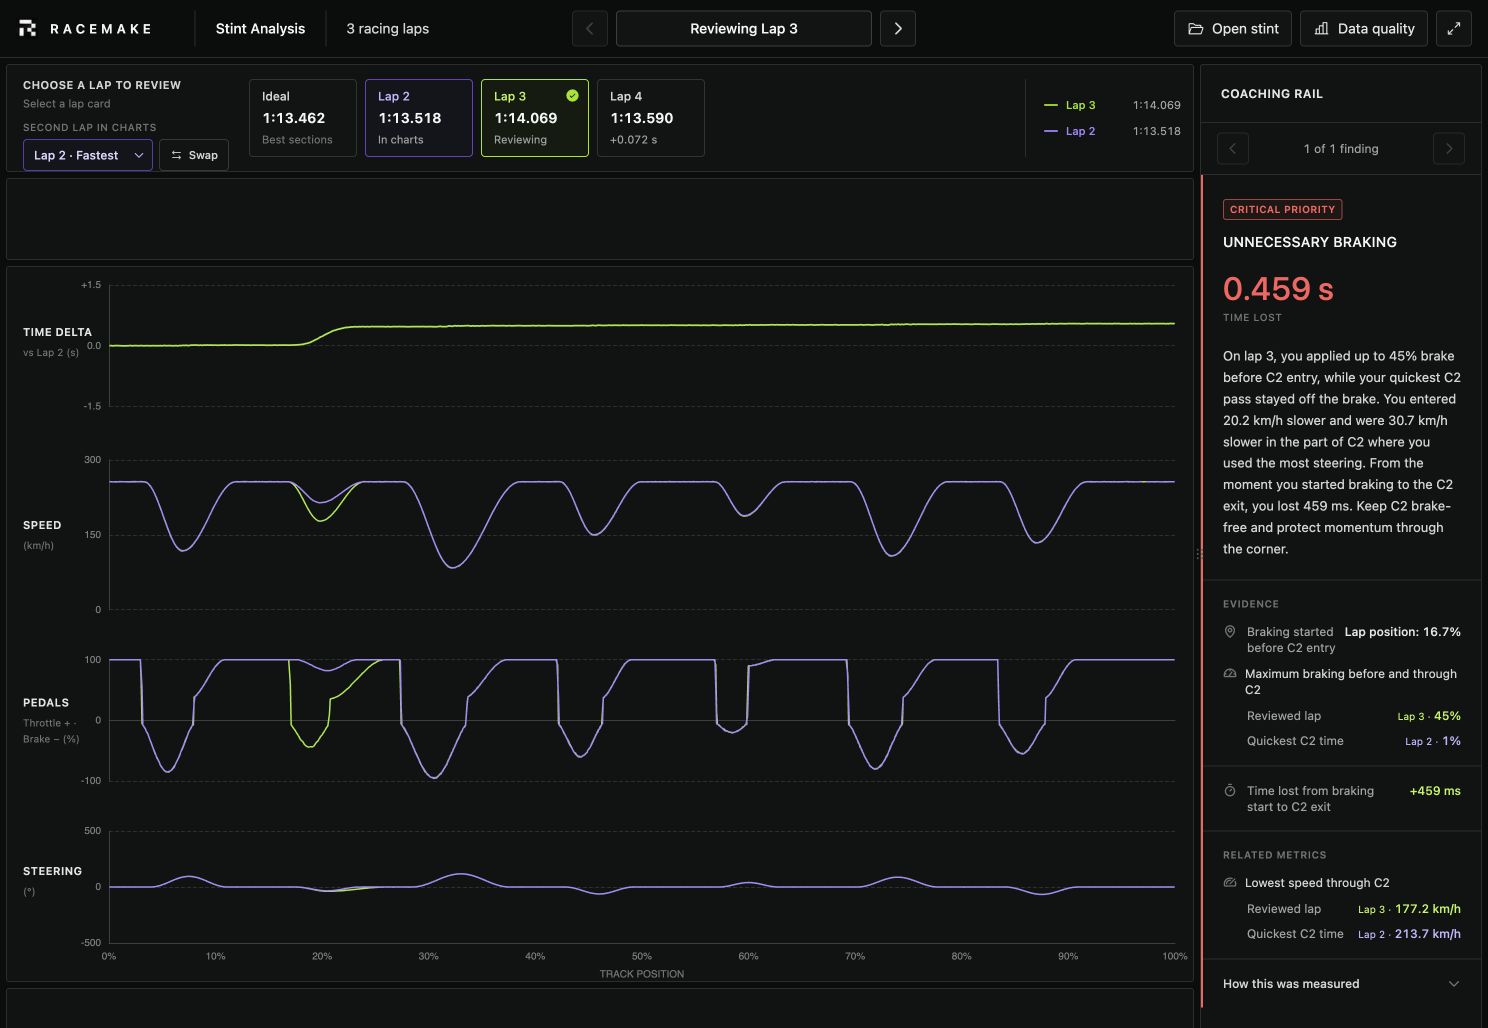 RACEMAKE
Stint Analysis
3 racing laps
Reviewing Lap 3
Open stint
Data quality
CHOOSE A LAP TO REVIEW
Select a lap card
SECOND LAP IN CHARTS
Lap 2 · Fastest
Swap
Ideal
1:13.462
Best sections
Lap 2
1:13.518
In charts
Lap 3
1:14.069
Reviewing
Lap 4
1:13.590
+0.072 s
Lap 3 1:14.069
Lap 2 1:13.518
TIME DELTA
vs Lap 2 (s)
+1.5
0.0
-1.5
SPEED
(km/h)
300
150
0
PEDALS
Throttle + ·
Brake − (%)
100
0
-100
STEERING
(°)
500
0
-500
0% 10% 20% 30% 40% 50% 60% 70% 80% 90% 100%
TRACK POSITION
COACHING RAIL
1 of 1 finding
CRITICAL PRIORITY
UNNECESSARY BRAKING
0.459 s
TIME LOST
On lap 3, you applied up to 45% brake
before C2 entry, while your quickest C2
pass stayed off the brake. You entered
20.2 km/h slower and were 30.7 km/h
slower in the part of C2 where you
used the most steering. From the
moment you started braking to the C2
exit, you lost 459 ms. Keep C2 brake-
free and protect momentum through
the corner.
EVIDENCE
Braking started Lap position: 16.7%
before C2 entry
Maximum braking before and through
C2
Reviewed lap Lap 3 · 45%
Quickest C2 time Lap 2 · 1%
Time lost from braking +459 ms
start to C2 exit
RELATED METRICS
Lowest speed through C2
Reviewed lap Lap 3 · 177.2 km/h
Quickest C2 time Lap 2 · 213.7 km/h
How this was measured